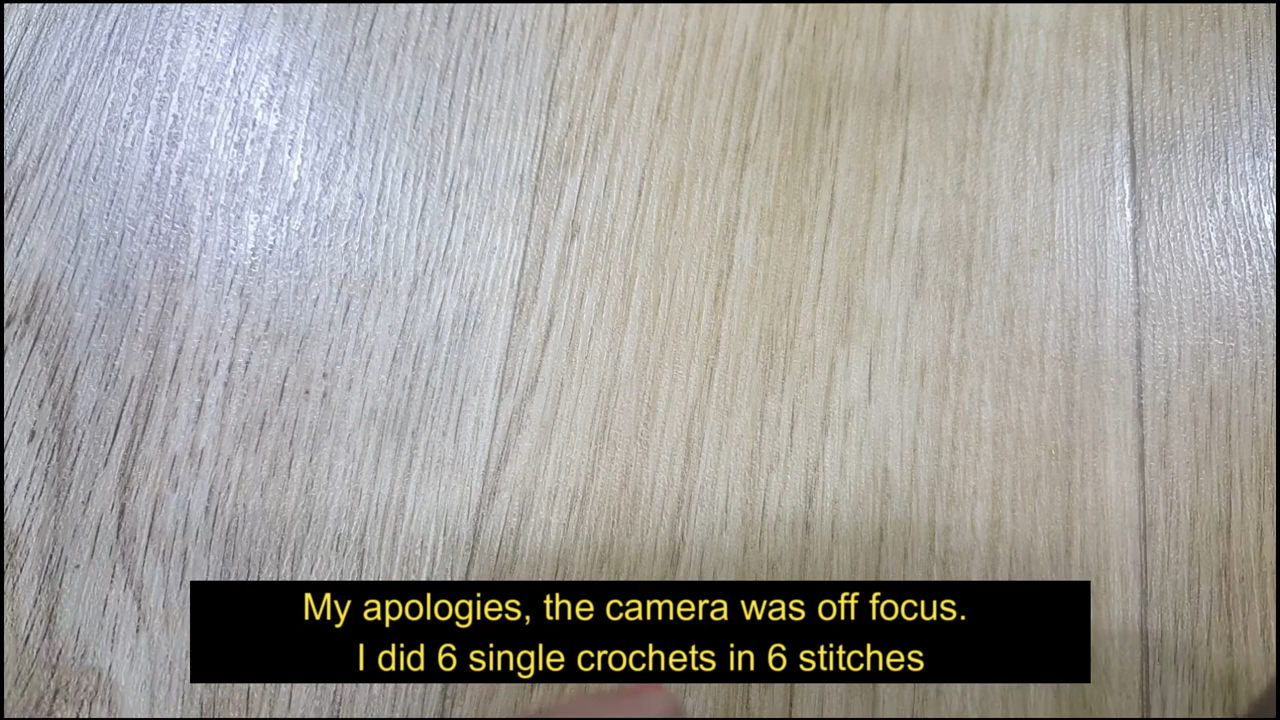 My apologies, the camera was off focus.
I did 6 single crochets in 6 stitches